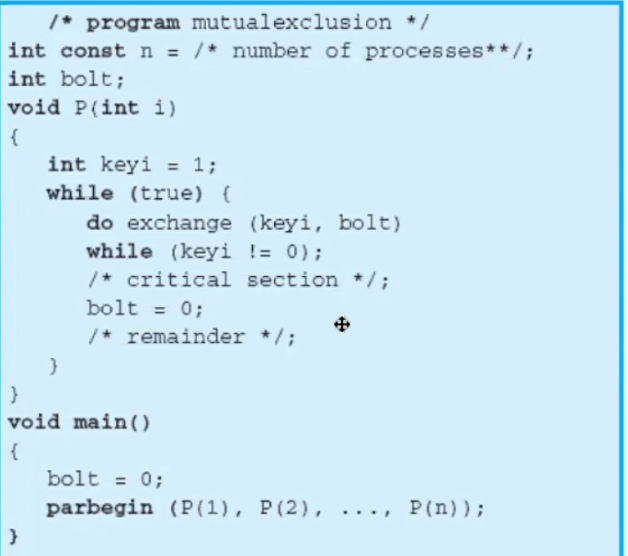 /* program mutualexclusion */
int const n = /* number of processes**/;
int bolt;
void P(int i)
{
int keyi = 1;
while (true) {
do exchange (keyi, bolt)
while (keyi != 0);
/* critical section */;
bolt = 0;
/* remainder */;
}
}
void main()
{
bolt = 0;
parbegin (P(1), P(2), ..., P(n));
}